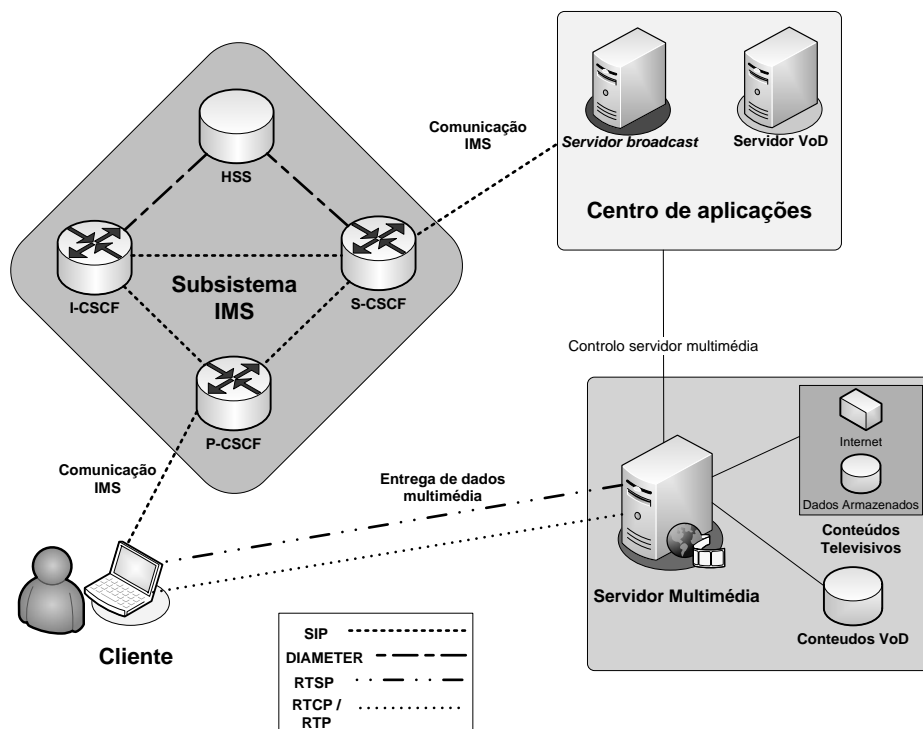 HSS
I-CSCF
S-CSCF
Subsistema
IMS
P-CSCF
Comunicação
IMS
Servidor broadcast
Servidor VoD
Centro de aplicações
Controlo servidor multimédia
Comunicação
IMS
Entrega de dados
multimédia
Internet
Dados Armazenados
Conteúdos
Televisivos
Servidor Multimédia
Conteudos VoD
Cliente
SIP
DIAMETER
RTSP
RTCP /
RTP